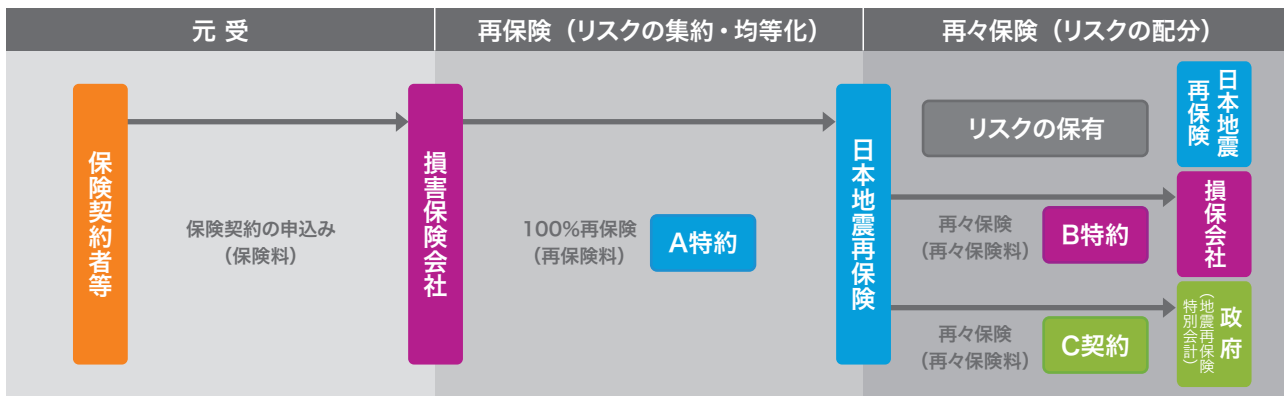 元 受
再保険（リスクの集約・均等化）
再々保険（リスクの配分）
保険契約者等
保険契約の申込み
（保険料）
損害保険会社
100%再保険
（再保険料）
A特約
日本地震再保険
リスクの保有
日本地震
再保険
再々保険
（再々保険料）
B特約
損保会社
再々保険
（再々保険料）
C契約
政府
（地震再保険
特別会計）